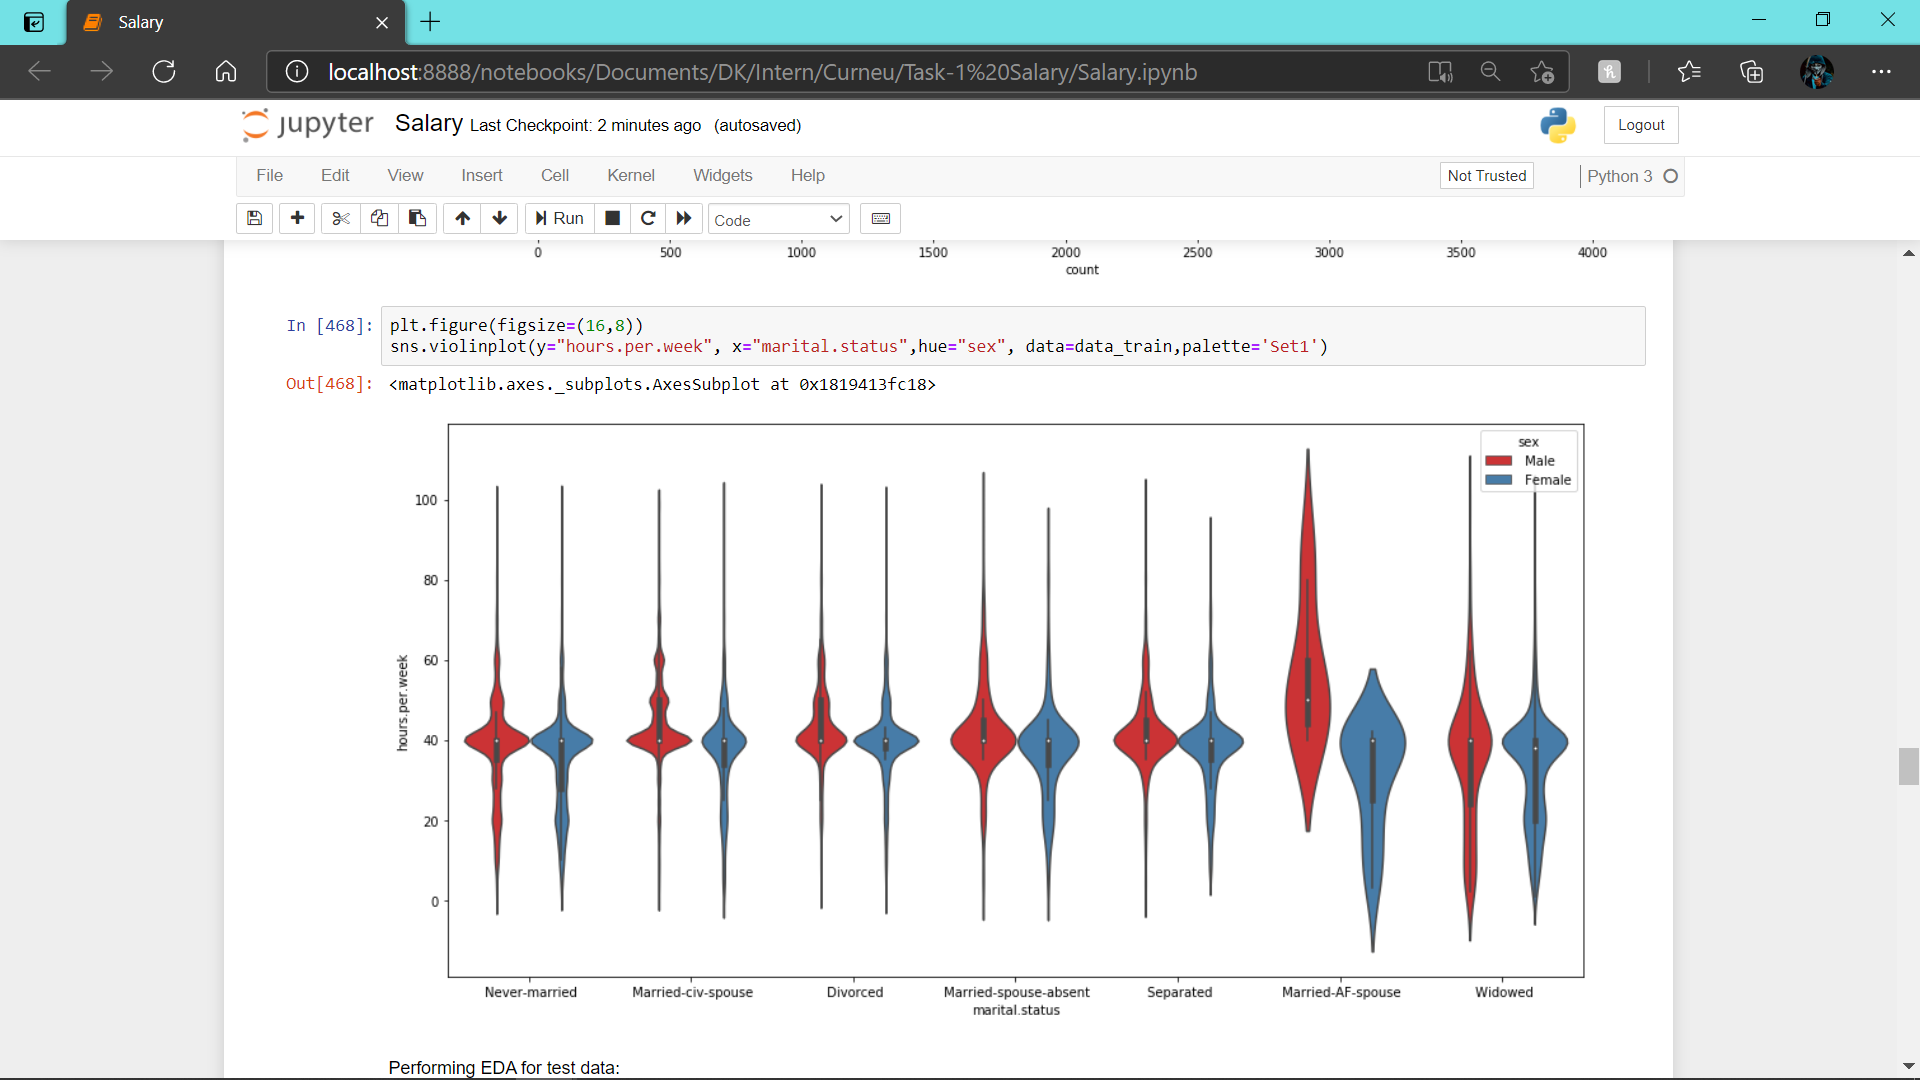 Salary
localhost:8888/notebooks/Documents/DK/Intern/Curneu/Task-1%20Salary/Salary.ipynb
jupyter Salary Last Checkpoint: 2 minutes ago (autosaved) Logout
File Edit View Insert Cell Kernel Widgets Help Not Trusted Python 3
Run Code
0 500 1000 1500 2000 2500 3000 3500 4000
count
In [468]: plt.figure(figsize=(16,8))
sns.violinplot(y="hours.per.week", x="marital.status",hue="sex", data=data_train,palette='Set1')
Out[468]: <matplotlib.axes._subplots.AxesSubplot at 0x1819413fc18>
sex
Male
Female
100
80
60
40
20
0
hours.per.week
Never-married Married-civ-spouse Divorced Married-spouse-absent Separated Married-AF-spouse Widowed
marital.status
Performing EDA for test data: